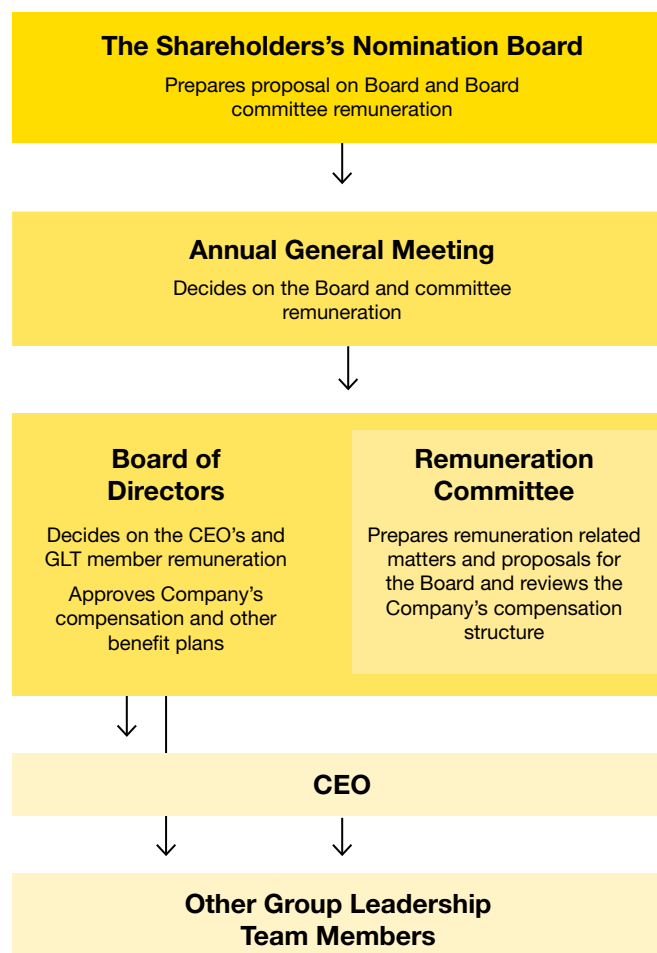 The Shareholders's Nomination Board
Prepares proposal on Board and Board
committee remuneration
Annual General Meeting
Decides on the Board and committee
remuneration
Board of
Directors
Decides on the CEO's and
GLT member remuneration
Approves Company's
compensation and other
benefit plans
Remuneration
Committee
Prepares remuneration related
matters and proposals for
the Board and reviews the
Company's compensation
structure
CEO
Other Group Leadership
Team Members